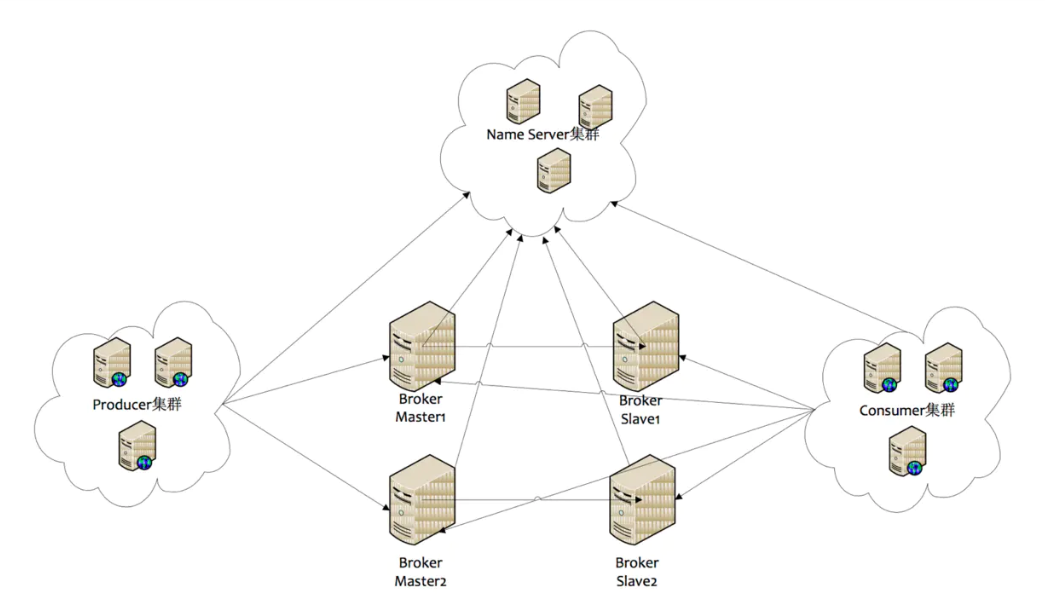 Name Server集群
Producer集群
Broker
Master1
Broker
Slave1
Consumer集群
Broker
Master2
Broker
Slave2